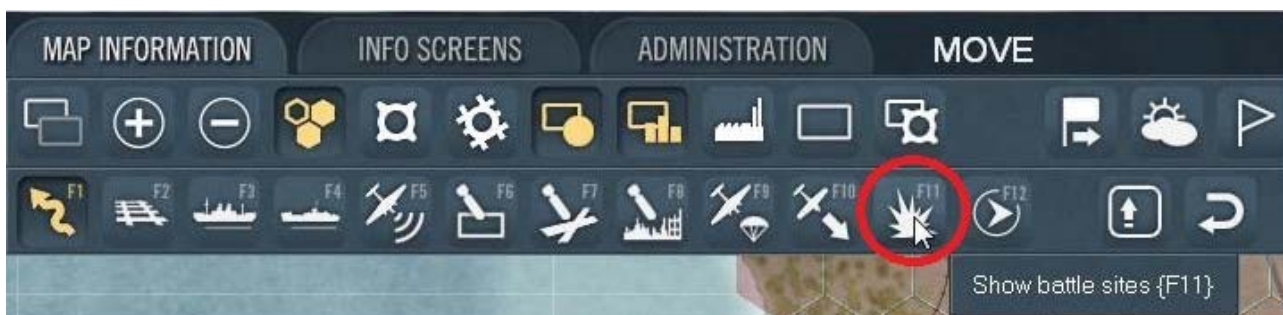 MAP INFORMATION INFO SCREENS ADMINISTRATION MOVE
F1 F2 F3 F4 F5 F6 F7 F8 F9 F10 F11 F12
Show battle sites {F11}